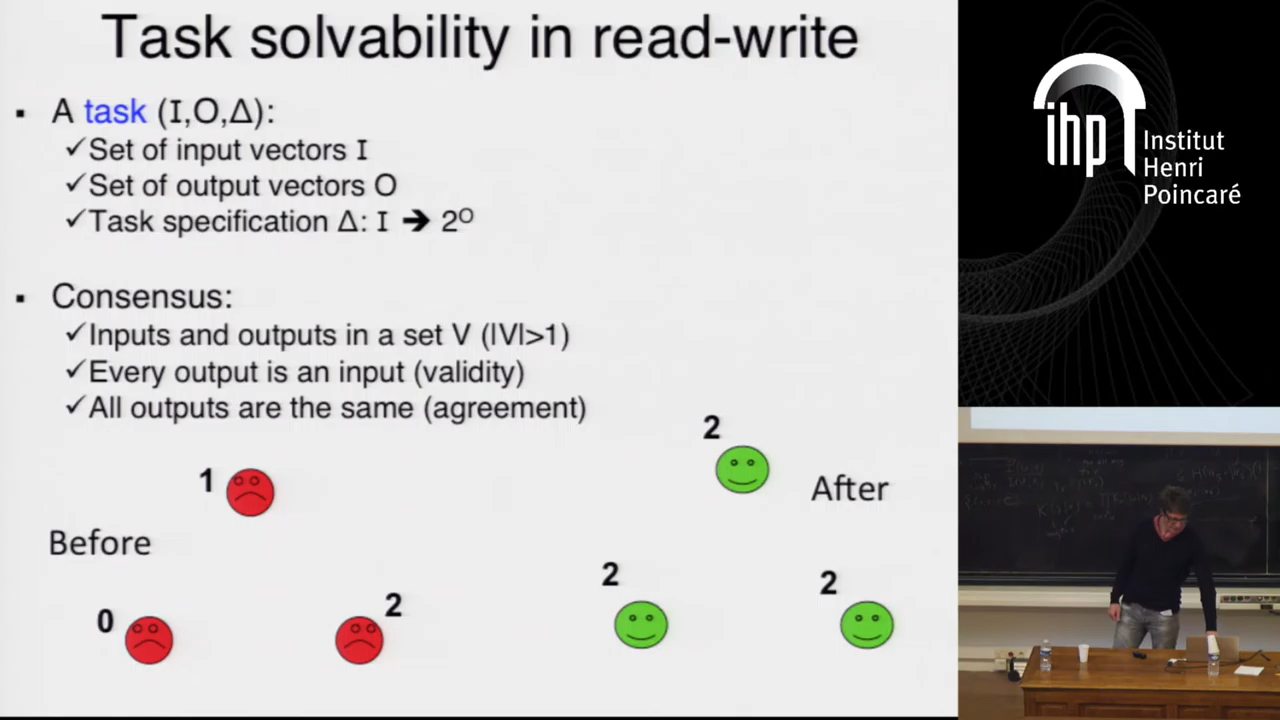 Task solvability in read-write
▪ A task (I,O,Δ):
✓Set of input vectors I
✓Set of output vectors O
✓Task specification Δ: I ➔ 2^O
▪ Consensus:
✓Inputs and outputs in a set V (|V|>1)
✓Every output is an input (validity)
✓All outputs are the same (agreement)
1
Before
0
2
2
After
2
2
ihp
Institut
Henri
Poincaré